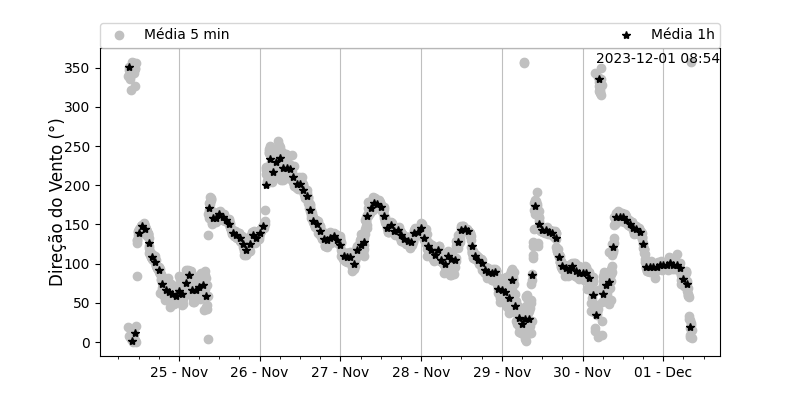 Média 5 min
Média 1h
2023-12-01 08:54
Direção do Vento (°)
350
300
250
200
150
100
50
0
25 - Nov
26 - Nov
27 - Nov
28 - Nov
29 - Nov
30 - Nov
01 - Dec